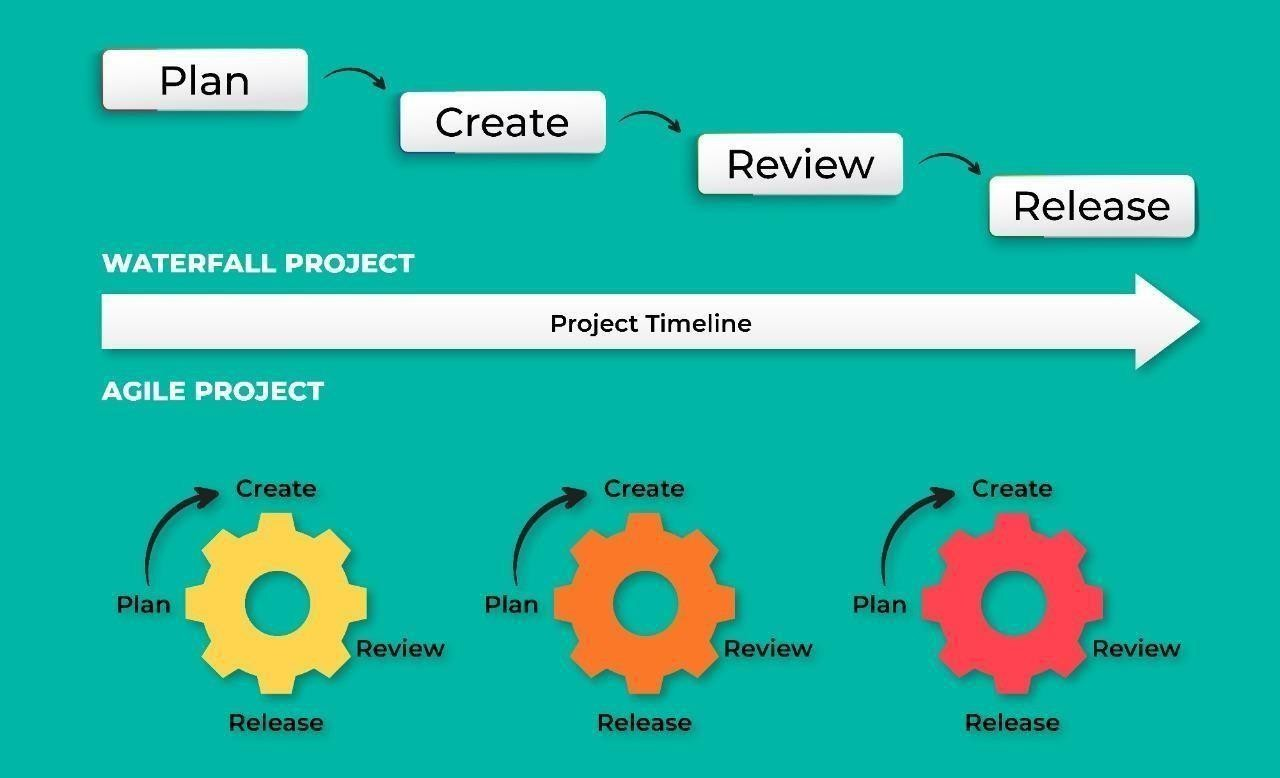 Plan
Create
Review
Release
WATERFALL PROJECT
Project Timeline
AGILE PROJECT
Create
Plan
Review
Release
Create
Plan
Review
Release
Create
Plan
Review
Release